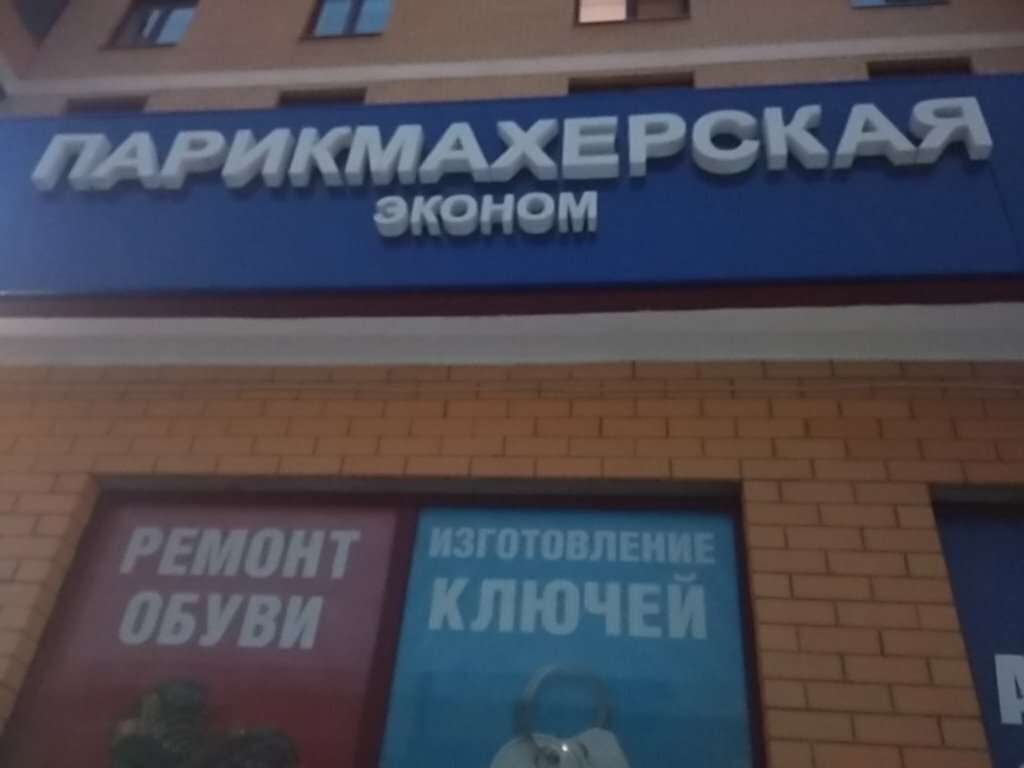 ПАРИКМАХЕРСКАЯ
ЭКОНОМ
РЕМОНТ
ОБУВИ
ИЗГОТОВЛЕНИЕ
КЛЮЧЕЙ